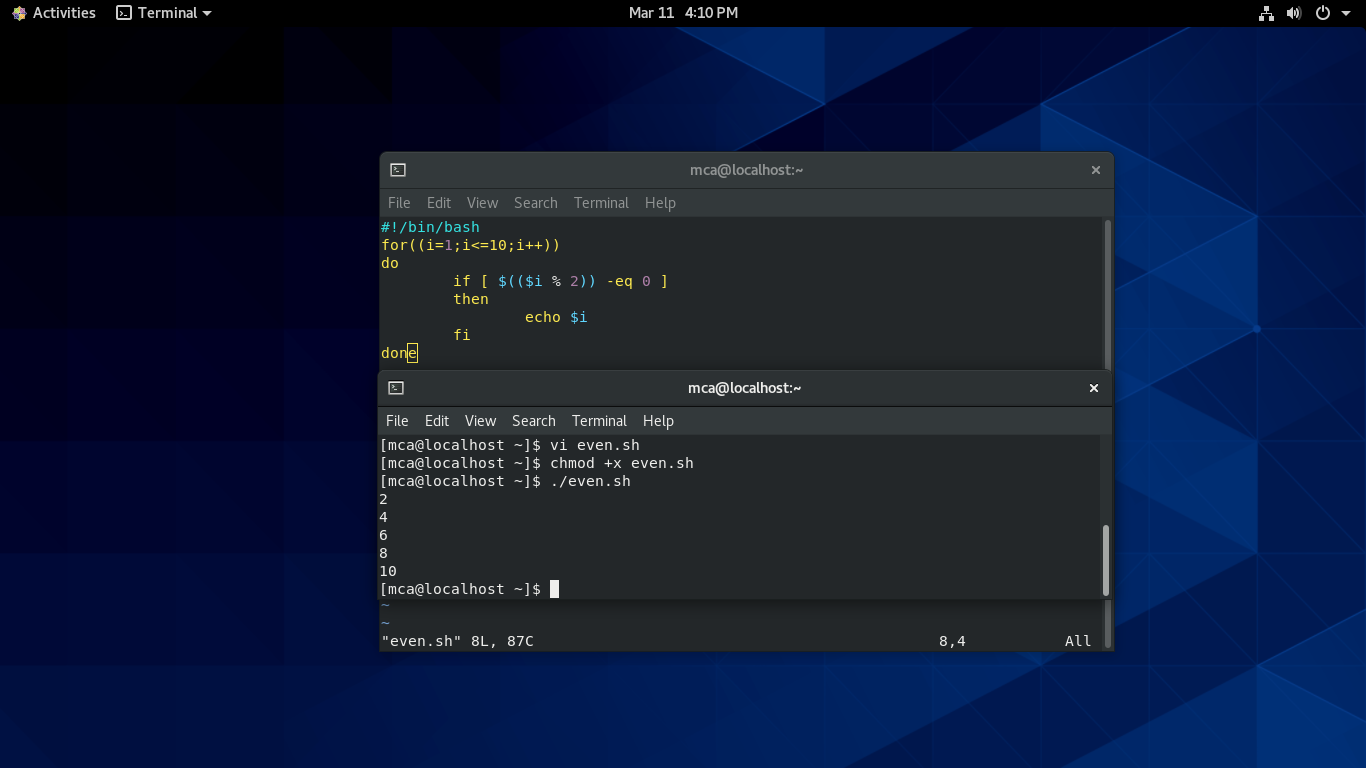 Activities Terminal Mar 11 4:10 PM
mca@localhost:~
File Edit View Search Terminal Help
#!/bin/bash
for((i=1;i<=10;i++))
do
        if [ $(($i % 2)) -eq 0 ]
        then
                echo $i
        fi
done
mca@localhost:~
File Edit View Search Terminal Help
[mca@localhost ~]$ vi even.sh
[mca@localhost ~]$ chmod +x even.sh
[mca@localhost ~]$ ./even.sh
2
4
6
8
10
[mca@localhost ~]$
~
~
"even.sh" 8L, 87C 8,4 All